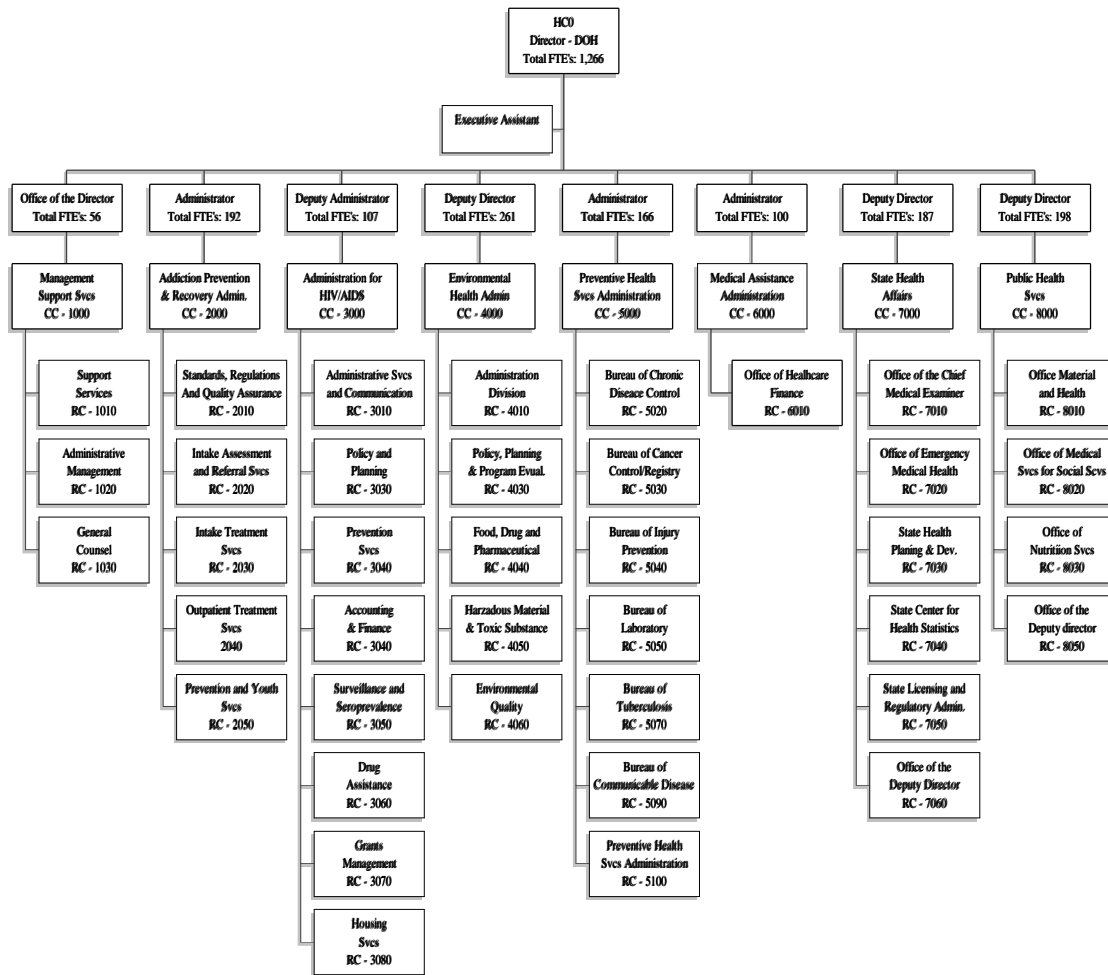 HC0
Director - DOH
Total FTE's: 1,266
Executive Assistant
Office of the Director
Total FTE's: 56
Administrator
Total FTE's: 192
Deputy Administrator
Total FTE's: 107
Deputy Director
Total FTE's: 261
Administrator
Total FTE's: 166
Administrator
Total FTE's: 100
Deputy Director
Total FTE's: 187
Deputy Director
Total FTE's: 198
Management
Support Svcs
CC - 1000
Addiction Prevention
& Recovery Admin.
CC - 2000
Administration for
HIV/AIDS
CC - 3000
Environmental
Health Admin
CC - 4000
Preventive Health
Svcs Administration
CC - 5000
Medical Assistance
Administration
CC - 6000
State Health
Affairs
CC - 7000
Public Health
Svcs
CC - 8000
Support
Services
RC - 1010
Administrative
Management
RC - 1020
General
Counsel
RC - 1030
Standards, Regulations
And Quality Assurance
RC - 2010
Intake Assessment
and Referral Svcs
RC - 2020
Intake Treatment
Svcs
RC - 2030
Outpatient Treatment
Svcs
2040
Prevention and Youth
Svcs
RC - 2050
Administrative Svcs
and Communication
RC - 3010
Policy and
Planning
RC - 3030
Prevention
Svcs
RC - 3040
Accounting
& Finance
RC - 3040
Surveillance and
Seroprevalence
RC - 3050
Drug
Assistance
RC - 3060
Grants
Management
RC - 3070
Housing
Svcs
RC - 3080
Administration
Division
RC - 4010
Policy, Planning
& Program Evual.
RC - 4030
Food, Drug and
Pharmaceutical
RC - 4040
Harzadous Material
& Toxic Substance
RC - 4050
Environmental
Quality
RC - 4060
Bureau of Chronic
Diseace Control
RC - 5020
Bureau of Cancer
Control/Registry
RC - 5030
Bureau of Injury
Prevention
RC - 5040
Bureau of
Laboratory
RC - 5050
Bureau of
Tuberculosis
RC - 5070
Bureau of
Communicable Disease
RC - 5090
Preventive Health
Svcs Administration
RC - 5100
Office of Healhcare
Finance
RC - 6010
Office of the Chief
Medical Examiner
RC - 7010
Office of Emergency
Medical Health
RC - 7020
State Health
Planing & Dev.
RC - 7030
State Center for
Health Statistics
RC - 7040
State Licensing and
Regulatory Admin.
RC - 7050
Office of the
Deputy Director
RC - 7060
Office Material
and Health
RC - 8010
Office of Medical
Svcs for Social Scvs
RC - 8020
Office of
Nutritiion Svcs
RC - 8030
Office of the
Deputy director
RC - 8050